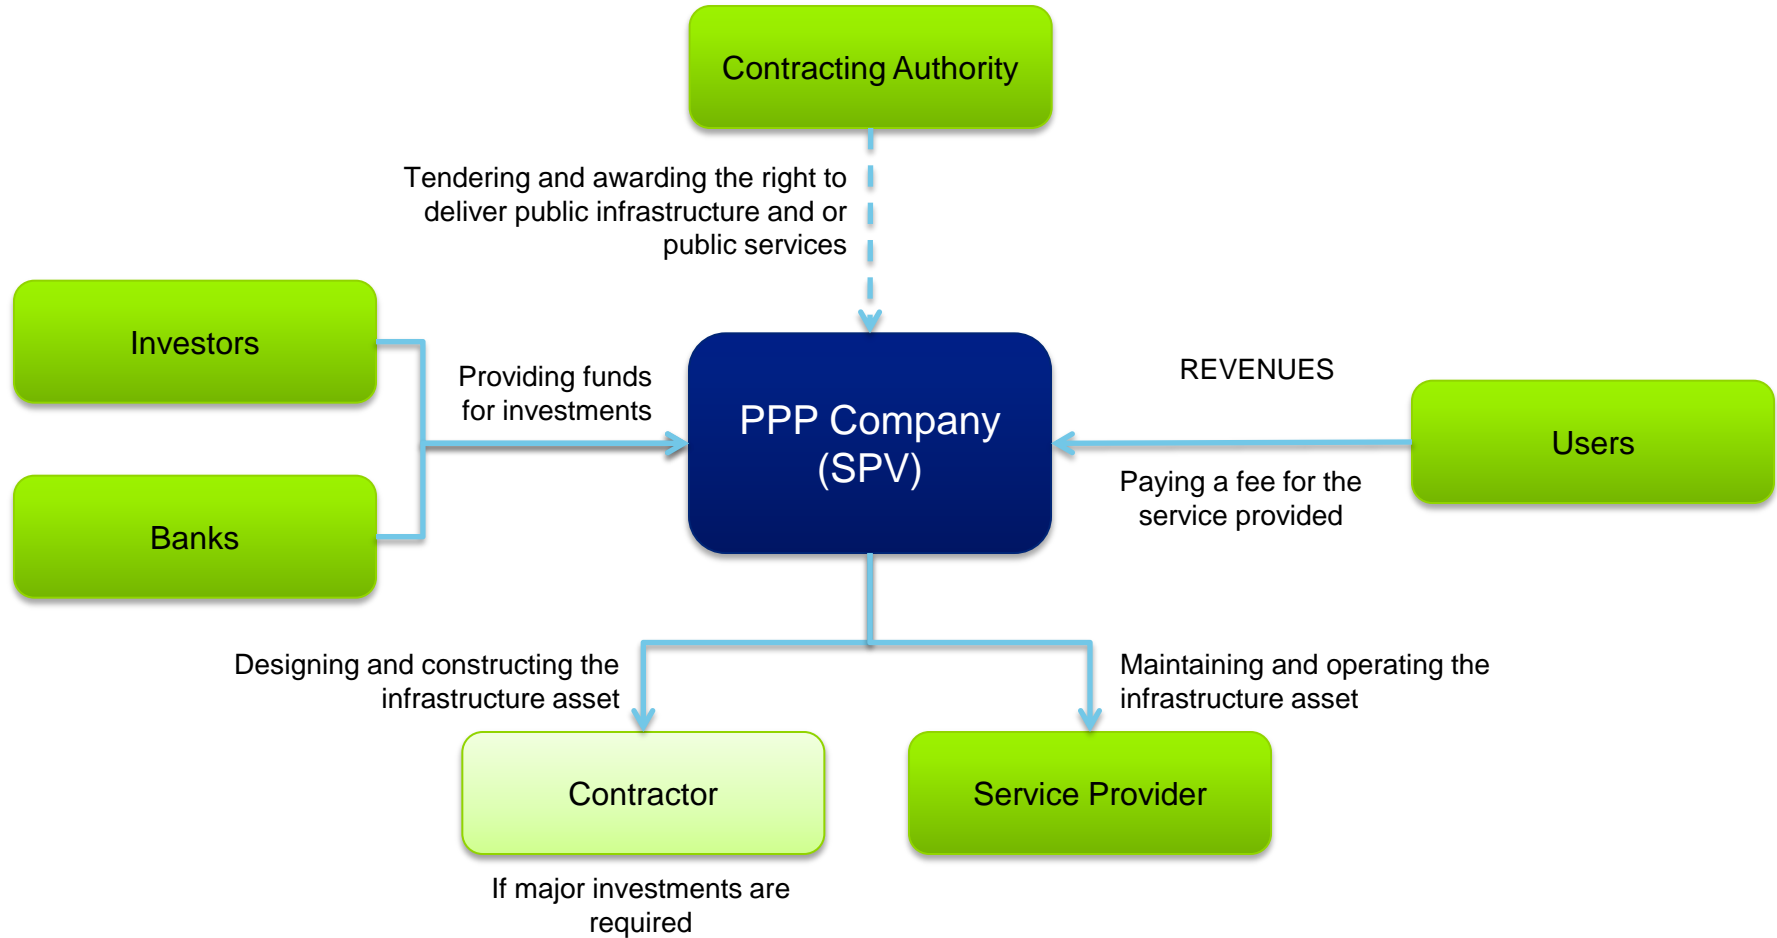 Contracting Authority
Tendering and awarding the right to
deliver public infrastructure and or
public services
Investors
Providing funds
for investments
Banks
PPP Company
(SPV)
REVENUES
Users
Paying a fee for the
service provided
Designing and constructing the
infrastructure asset
Maintaining and operating the
infrastructure asset
Contractor
Service Provider
If major investments are
required